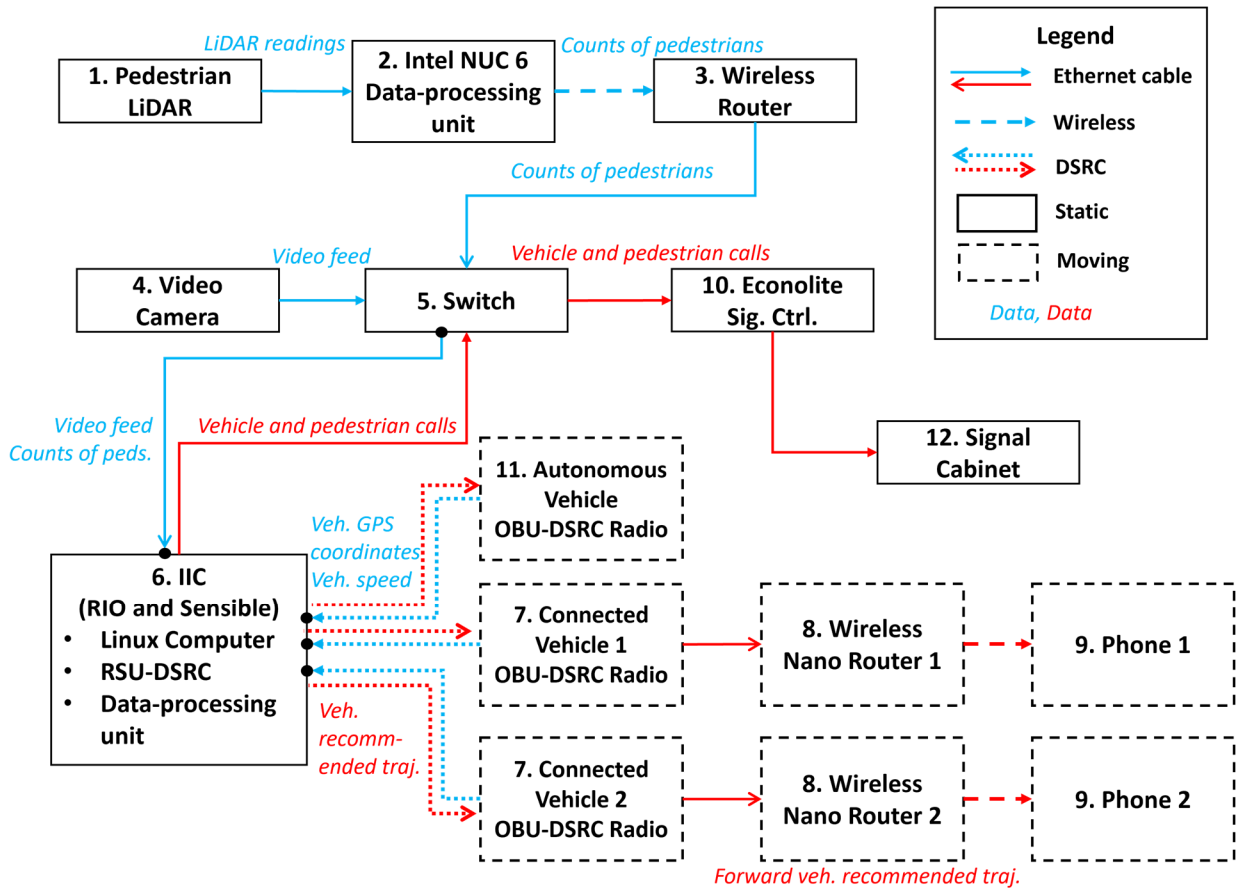 LiDAR readings
Counts of pedestrians
1. Pedestrian
LiDAR
2. Intel NUC 6
Data-processing
unit
3. Wireless
Router
Legend
Ethernet cable
Wireless
DSRC
Static
Moving
Data, Data
Counts of pedestrians
Video feed
Vehicle and pedestrian calls
4. Video
Camera
5. Switch
10. Econolite
Sig. Ctrl.
Video feed
Counts of peds.
Vehicle and pedestrian calls
12. Signal
Cabinet
11. Autonomous
Vehicle
OBU-DSRC Radio
Veh. GPS
coordinates
Veh. speed
6. IIC
(RIO and Sensible)
• Linux Computer
• RSU-DSRC
• Data-processing
unit
7. Connected
Vehicle 1
OBU-DSRC Radio
8. Wireless
Nano Router 1
9. Phone 1
Veh.
recomm-
ended traj.
7. Connected
Vehicle 2
OBU-DSRC Radio
8. Wireless
Nano Router 2
9. Phone 2
Forward veh. recommended traj.